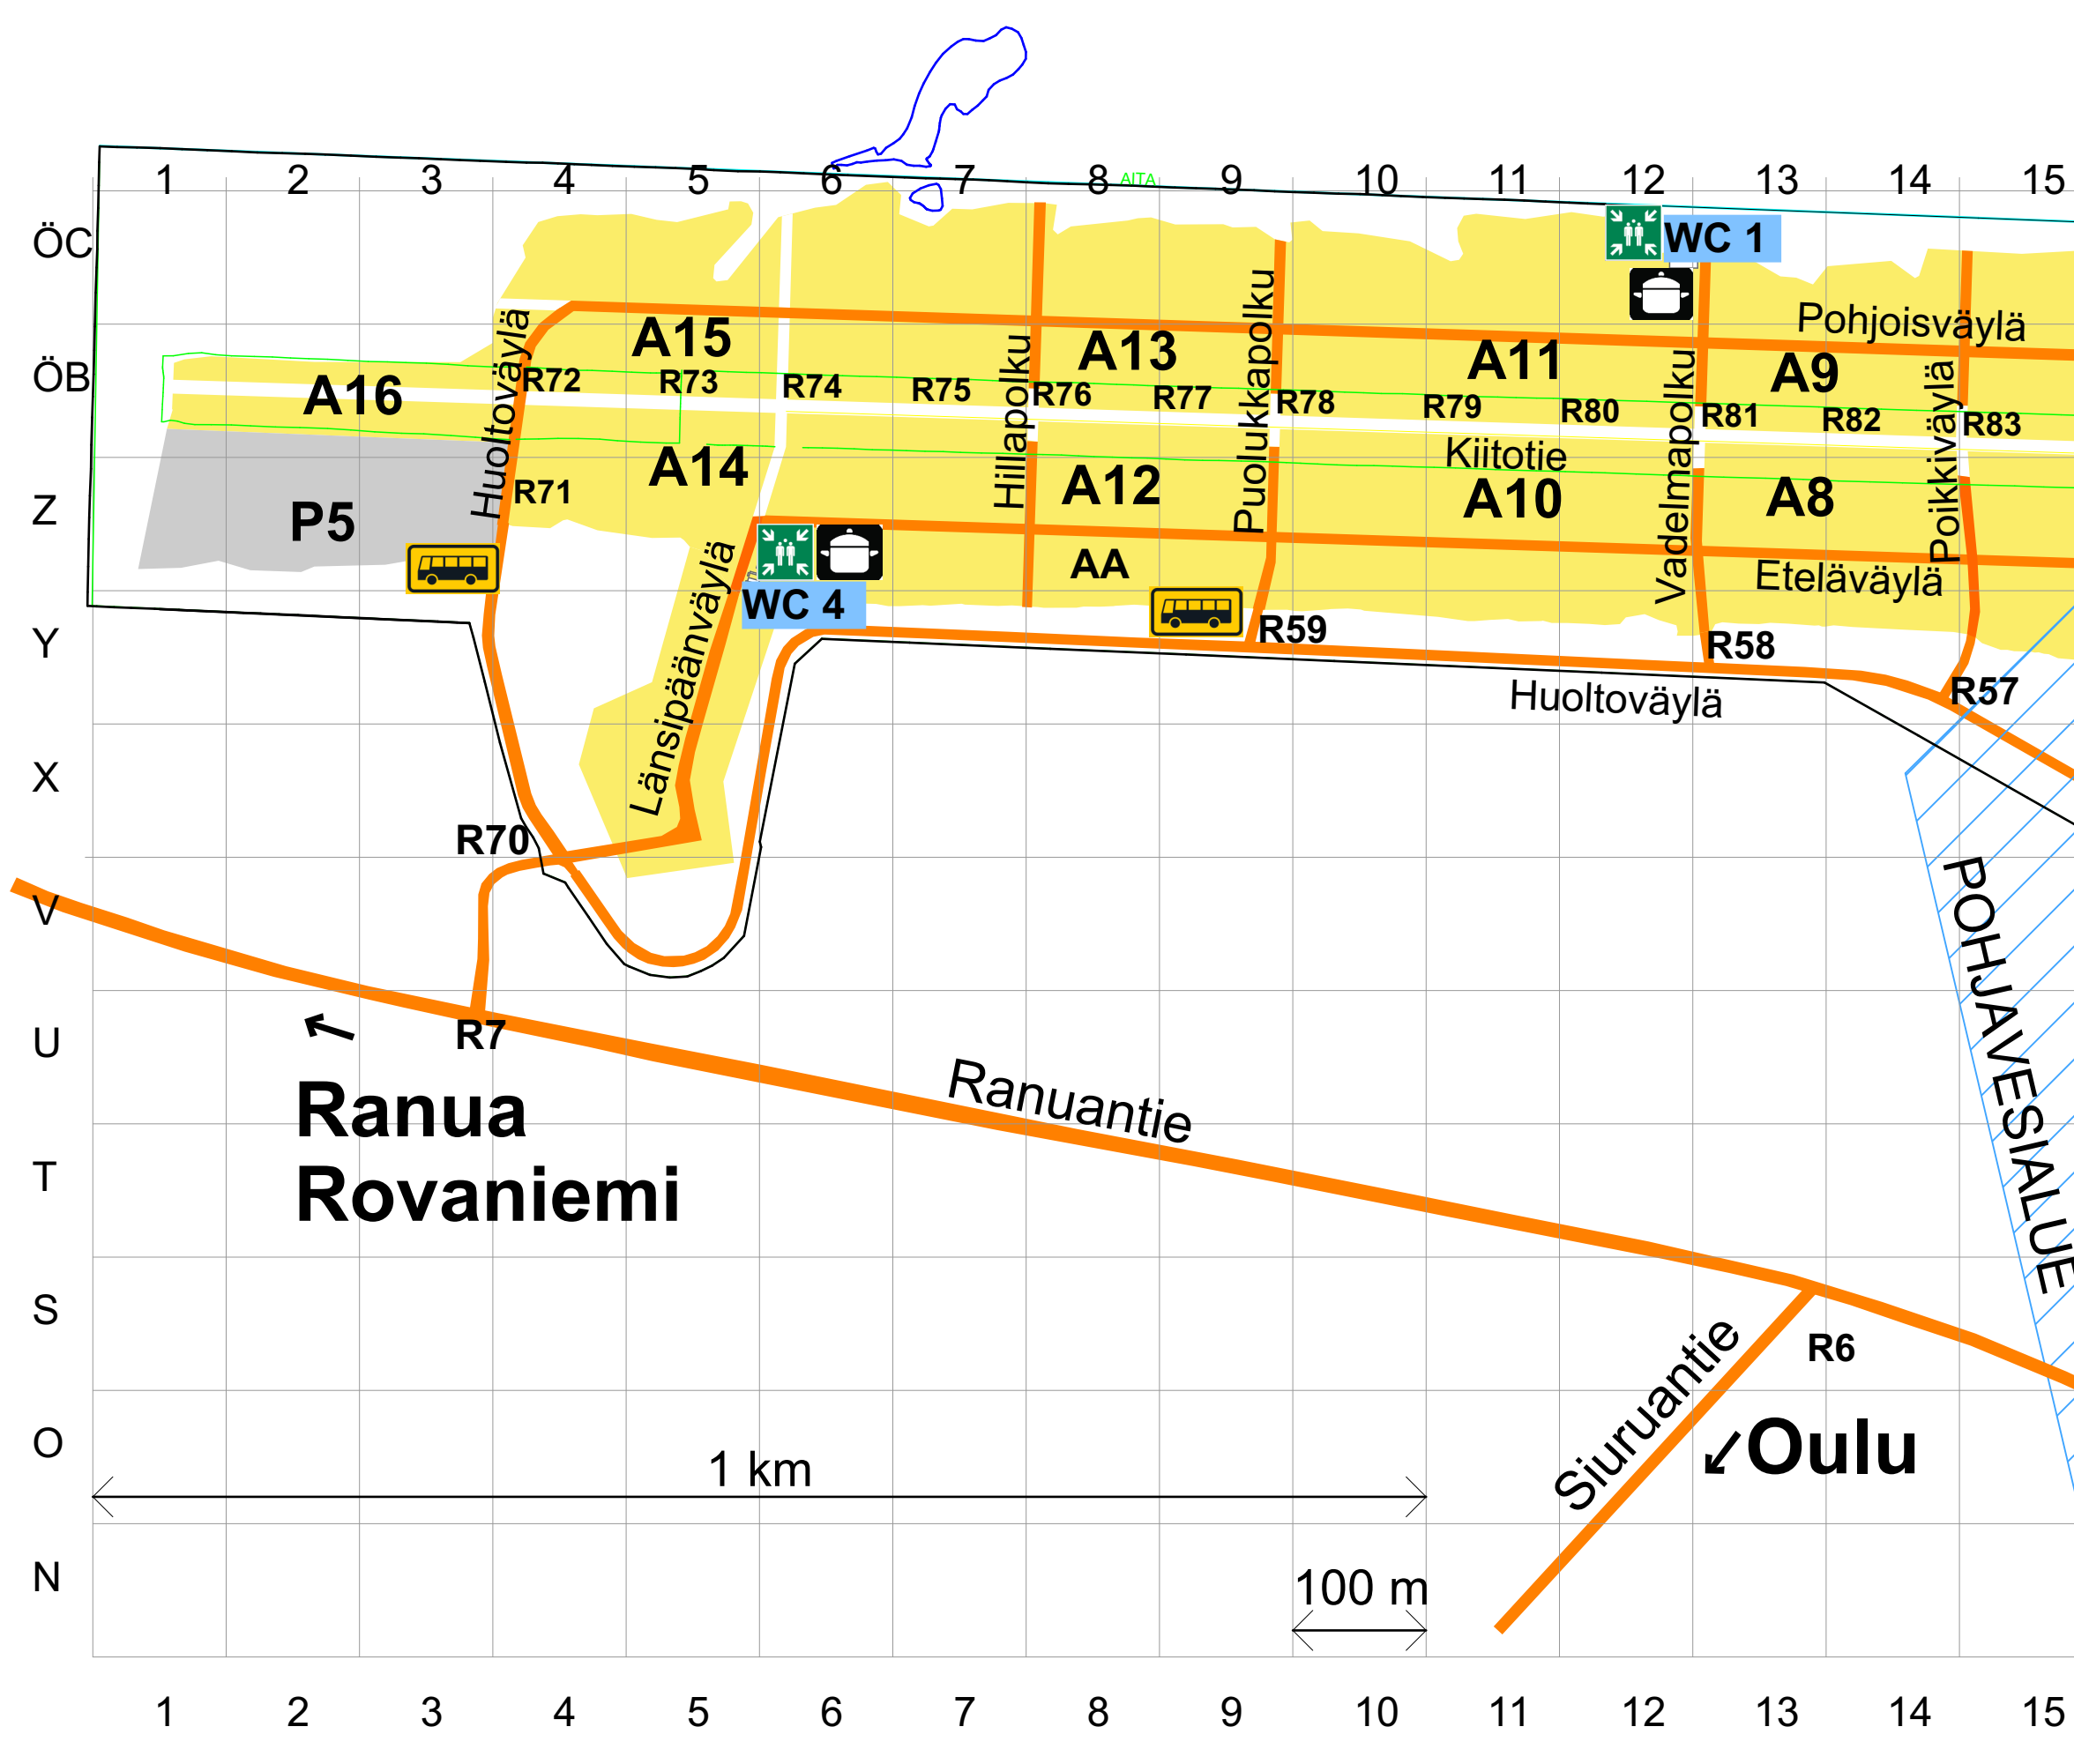 1 2 3 4 5 6 7 8 AITA 9 10 11 12 13 14 15
ÖC
WC 1
Pohjoisväylä
A15
A13
A11
A9
ÖB
A16
Huoltoväylä
R72
R73
R74
R75
Hillapolku
R76
R77
Puolukkapolku
R78
R79
R80
Vadelmapolku
R81
R82
Poikkiväylä
R83
Kiitotie
A14
A12
A10
A8
Z
P5
R71
AA
Eteläväylä
Länsipäänväylä
WC 4
Y
R59
R58
R57
Huoltoväylä
X
R70
V
POHJAVESIALUE
U
R7
Ranua
Rovaniemi
Ranuantie
T
S
R6
Siuruantie
O
Oulu
1 km
N
100 m
1 2 3 4 5 6 7 8 9 10 11 12 13 14 15